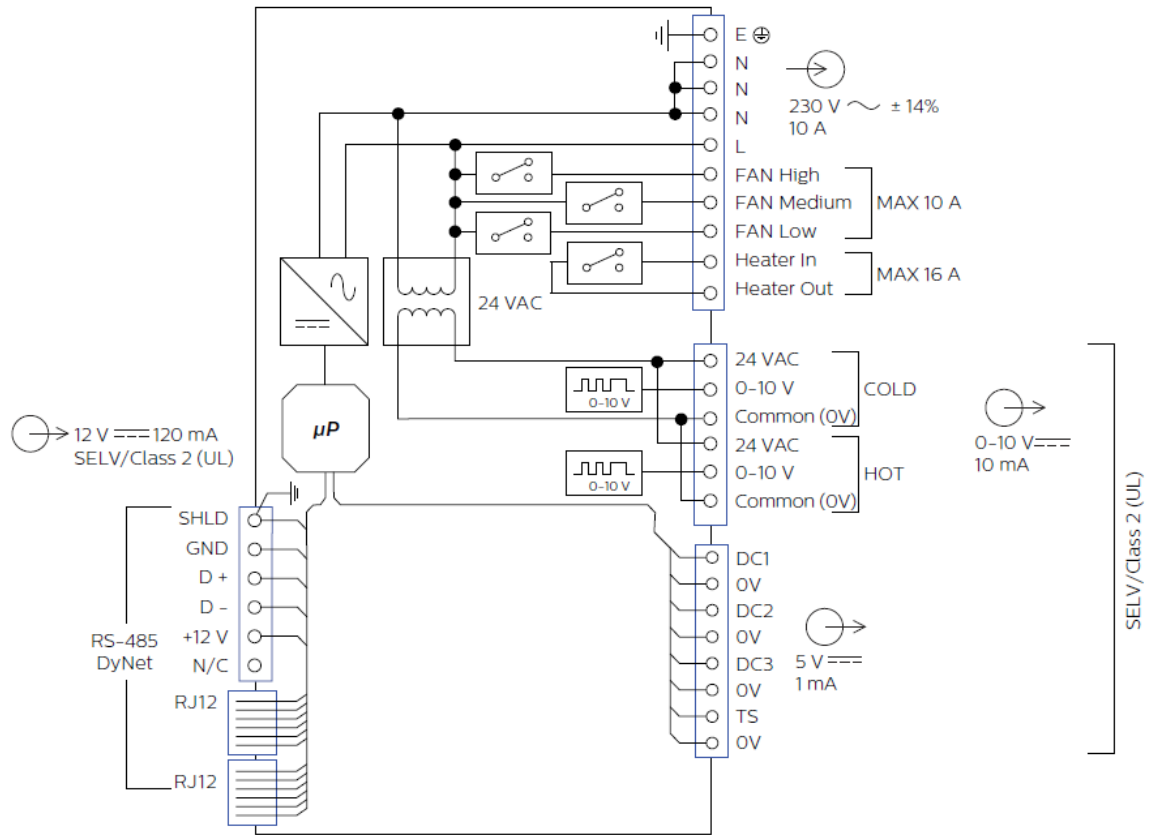 E
N
N
N
L
230 V ± 14%
10 A
FAN High
FAN Medium
FAN Low
MAX 10 A
Heater In
Heater Out
MAX 16 A
24 VAC
24 VAC
0-10 V
Common (0V)
COLD
24 VAC
0-10 V
Common (0V)
HOT
0-10 V
0-10 V
0-10 V
10 mA
µP
12 V 120 mA
SELV/Class 2 (UL)
SHLD
GND
D +
D -
+12 V
N/C
RS-485
DyNet
RJ12
RJ12
DC1
0V
DC2
0V
DC3
0V
TS
0V
5 V
1 mA
SELV/Class 2 (UL)